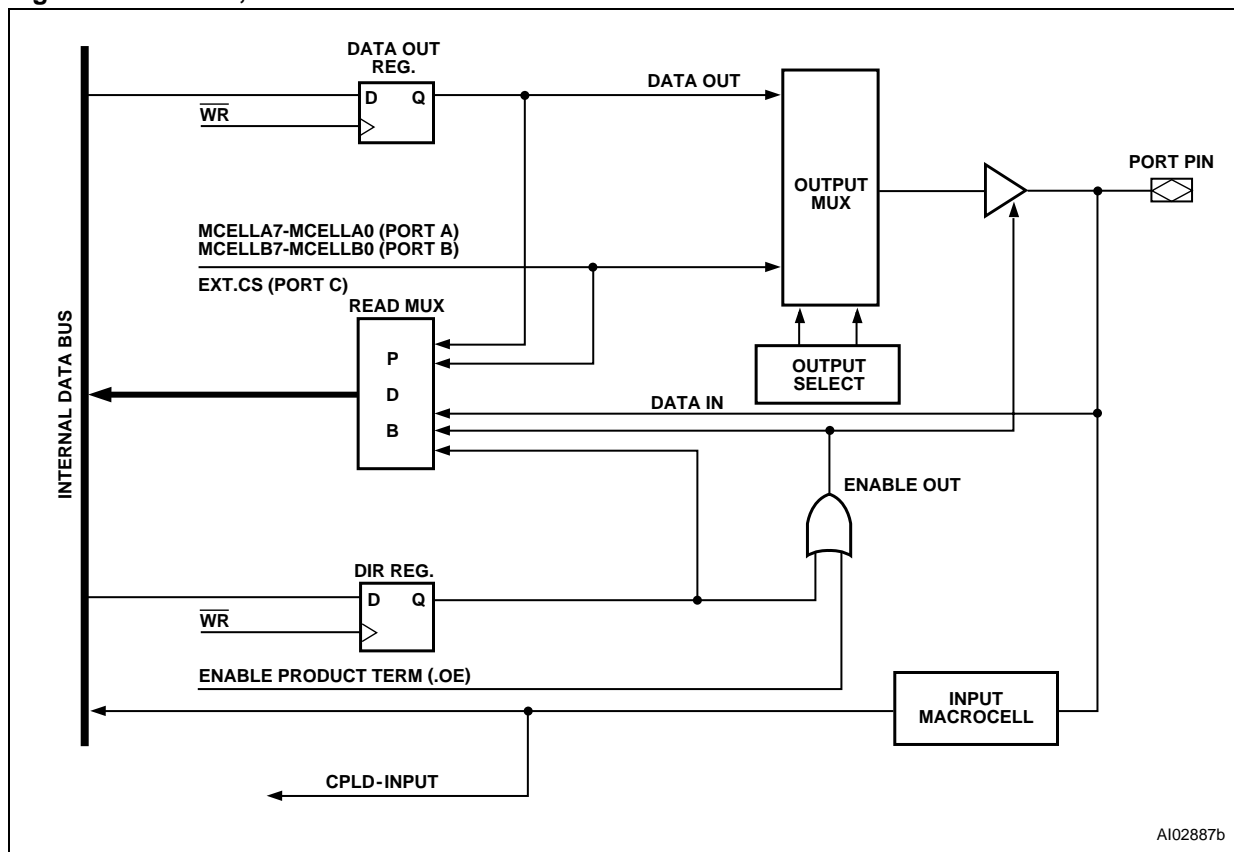 DATA OUT
REG.
D Q
WR
DATA OUT
OUTPUT
MUX
PORT PIN
MCELLA7-MCELLA0 (PORT A)
MCELLB7-MCELLB0 (PORT B)
EXT.CS (PORT C)
READ MUX
P
D
B
OUTPUT
SELECT
DATA IN
ENABLE OUT
INTERNAL DATA BUS
DIR REG.
D Q
WR
ENABLE PRODUCT TERM (.OE)
INPUT
MACROCELL
CPLD-INPUT
AI02887b